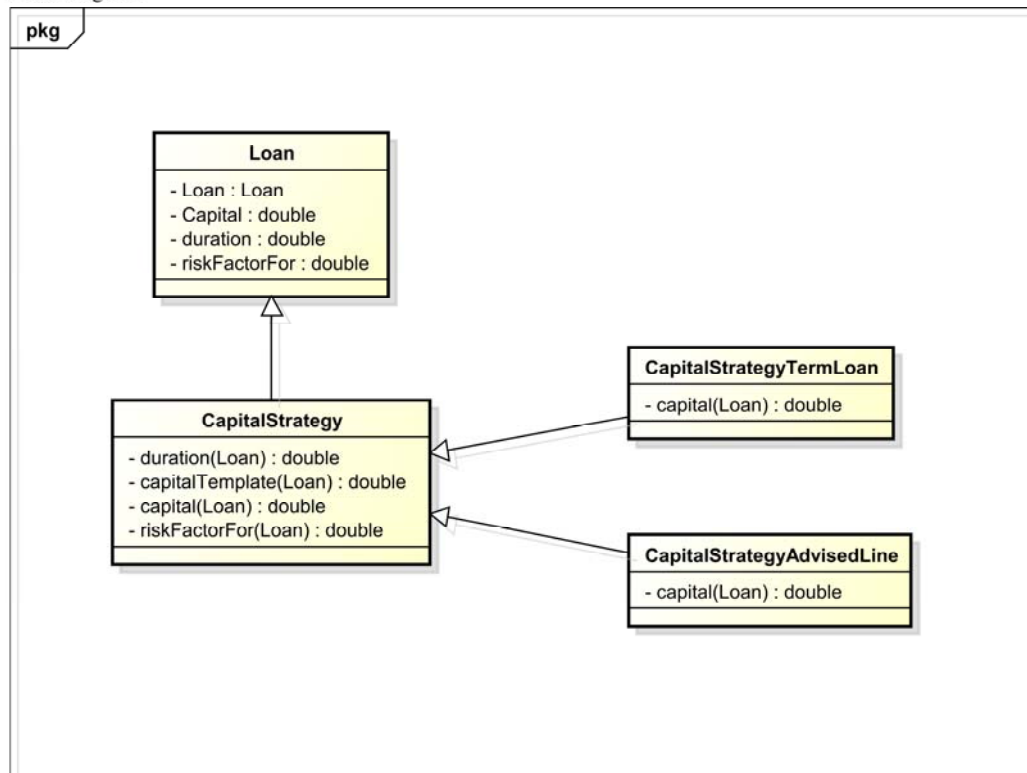 pkg
Loan
- Loan : Loan
- Capital : double
- duration : double
- riskFactorFor : double
CapitalStrategy
- duration(Loan) : double
- capitalTemplate(Loan) : double
- capital(Loan) : double
- riskFactorFor(Loan) : double
CapitalStrategyTermLoan
- capital(Loan) : double
CapitalStrategyAdvisedLine
- capital(Loan) : double